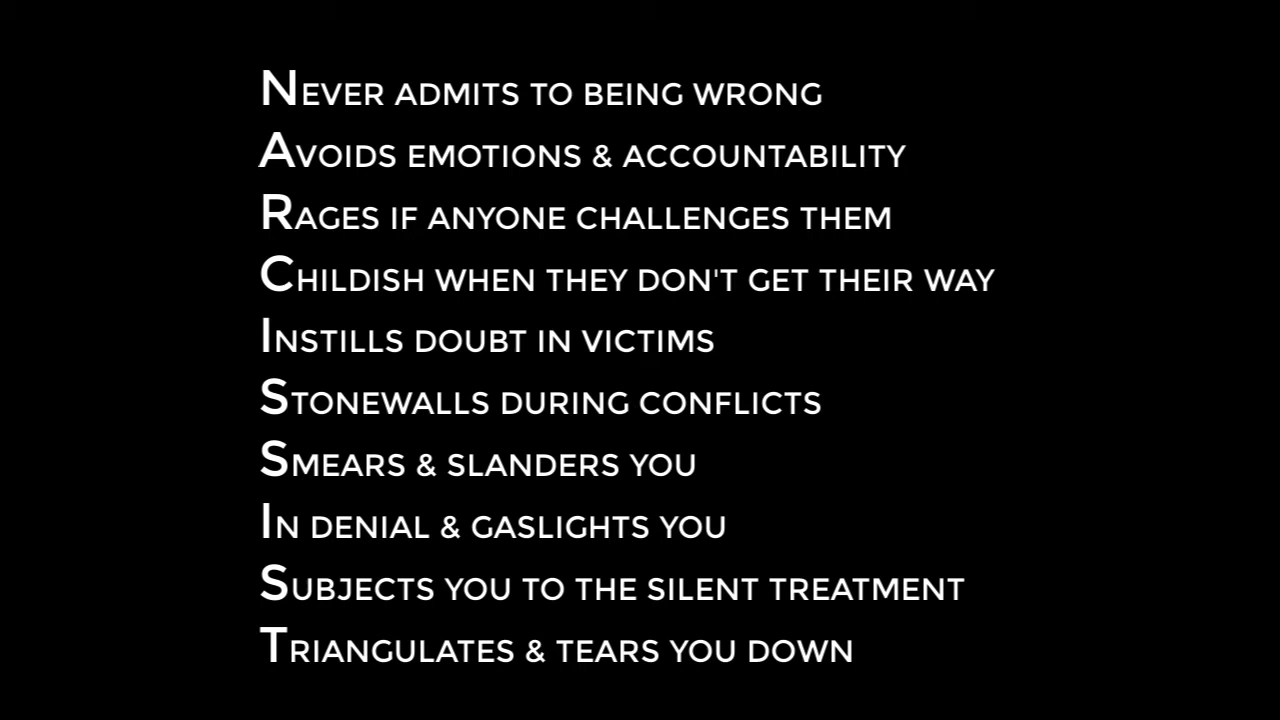 NEVER ADMITS TO BEING WRONG
AVOIDS EMOTIONS & ACCOUNTABILITY
RAGES IF ANYONE CHALLENGES THEM
CHILDISH WHEN THEY DON'T GET THEIR WAY
INSTILLS DOUBT IN VICTIMS
STONEWALLS DURING CONFLICTS
SMEARS & SLANDERS YOU
IN DENIAL & GASLIGHTS YOU
SUBJECTS YOU TO THE SILENT TREATMENT
TRIANGULATES & TEARS YOU DOWN